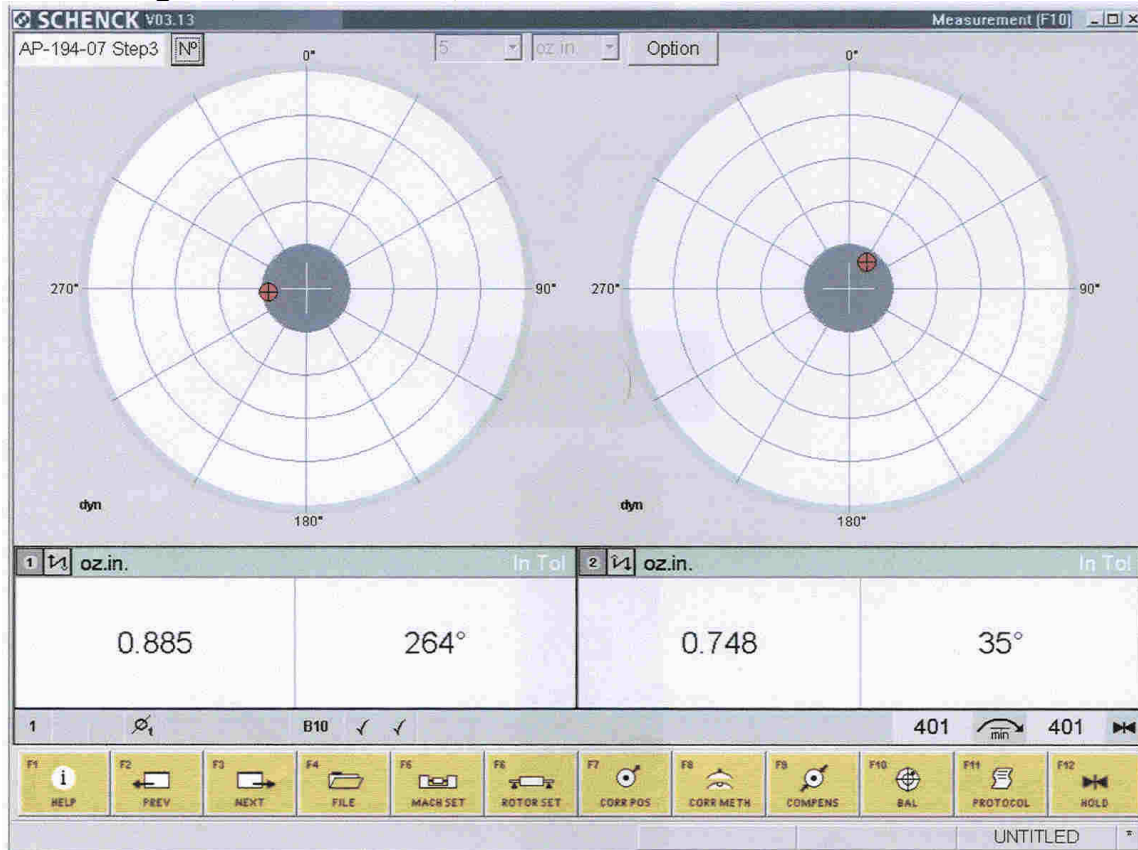 SCHENCK V03.13
Measurement (F10)
AP-194-07 Step3
Nº
5
oz in.
Option
0°
0°
270°
90°
270°
90°
dyn
180°
dyn
180°
1 oz.in.
In Tol
2 oz.in.
In Tol
0.885
264°
0.748
35°
1
B10
401
min
401
F1 HELP
F2 PREV
F3 NEXT
F4 FILE
F5 MACH SET
F6 ROTOR SET
F7 CORR POS
F8 CORR METH
F9 COMPENS
F10 BAL
F11 PROTOCOL
F12 HOLD
UNTITLED